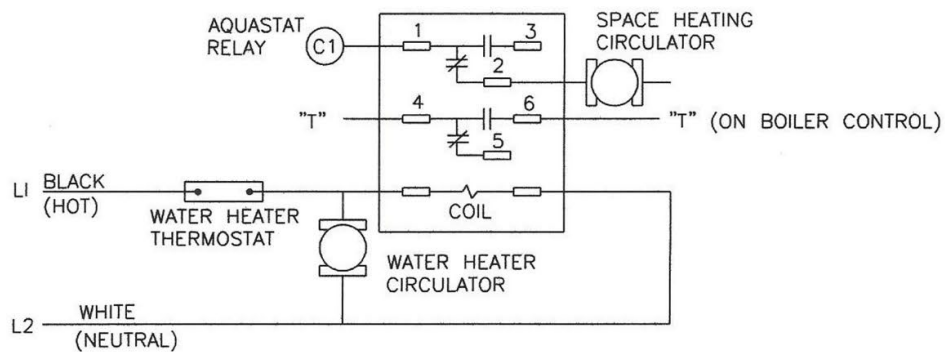 AQUASTAT
RELAY
C1
1
3
2
SPACE HEATING
CIRCULATOR
"T"
4
6
5
"T" (ON BOILER CONTROL)
L1
BLACK
(HOT)
WATER HEATER
THERMOSTAT
COIL
WATER HEATER
CIRCULATOR
L2
WHITE
(NEUTRAL)